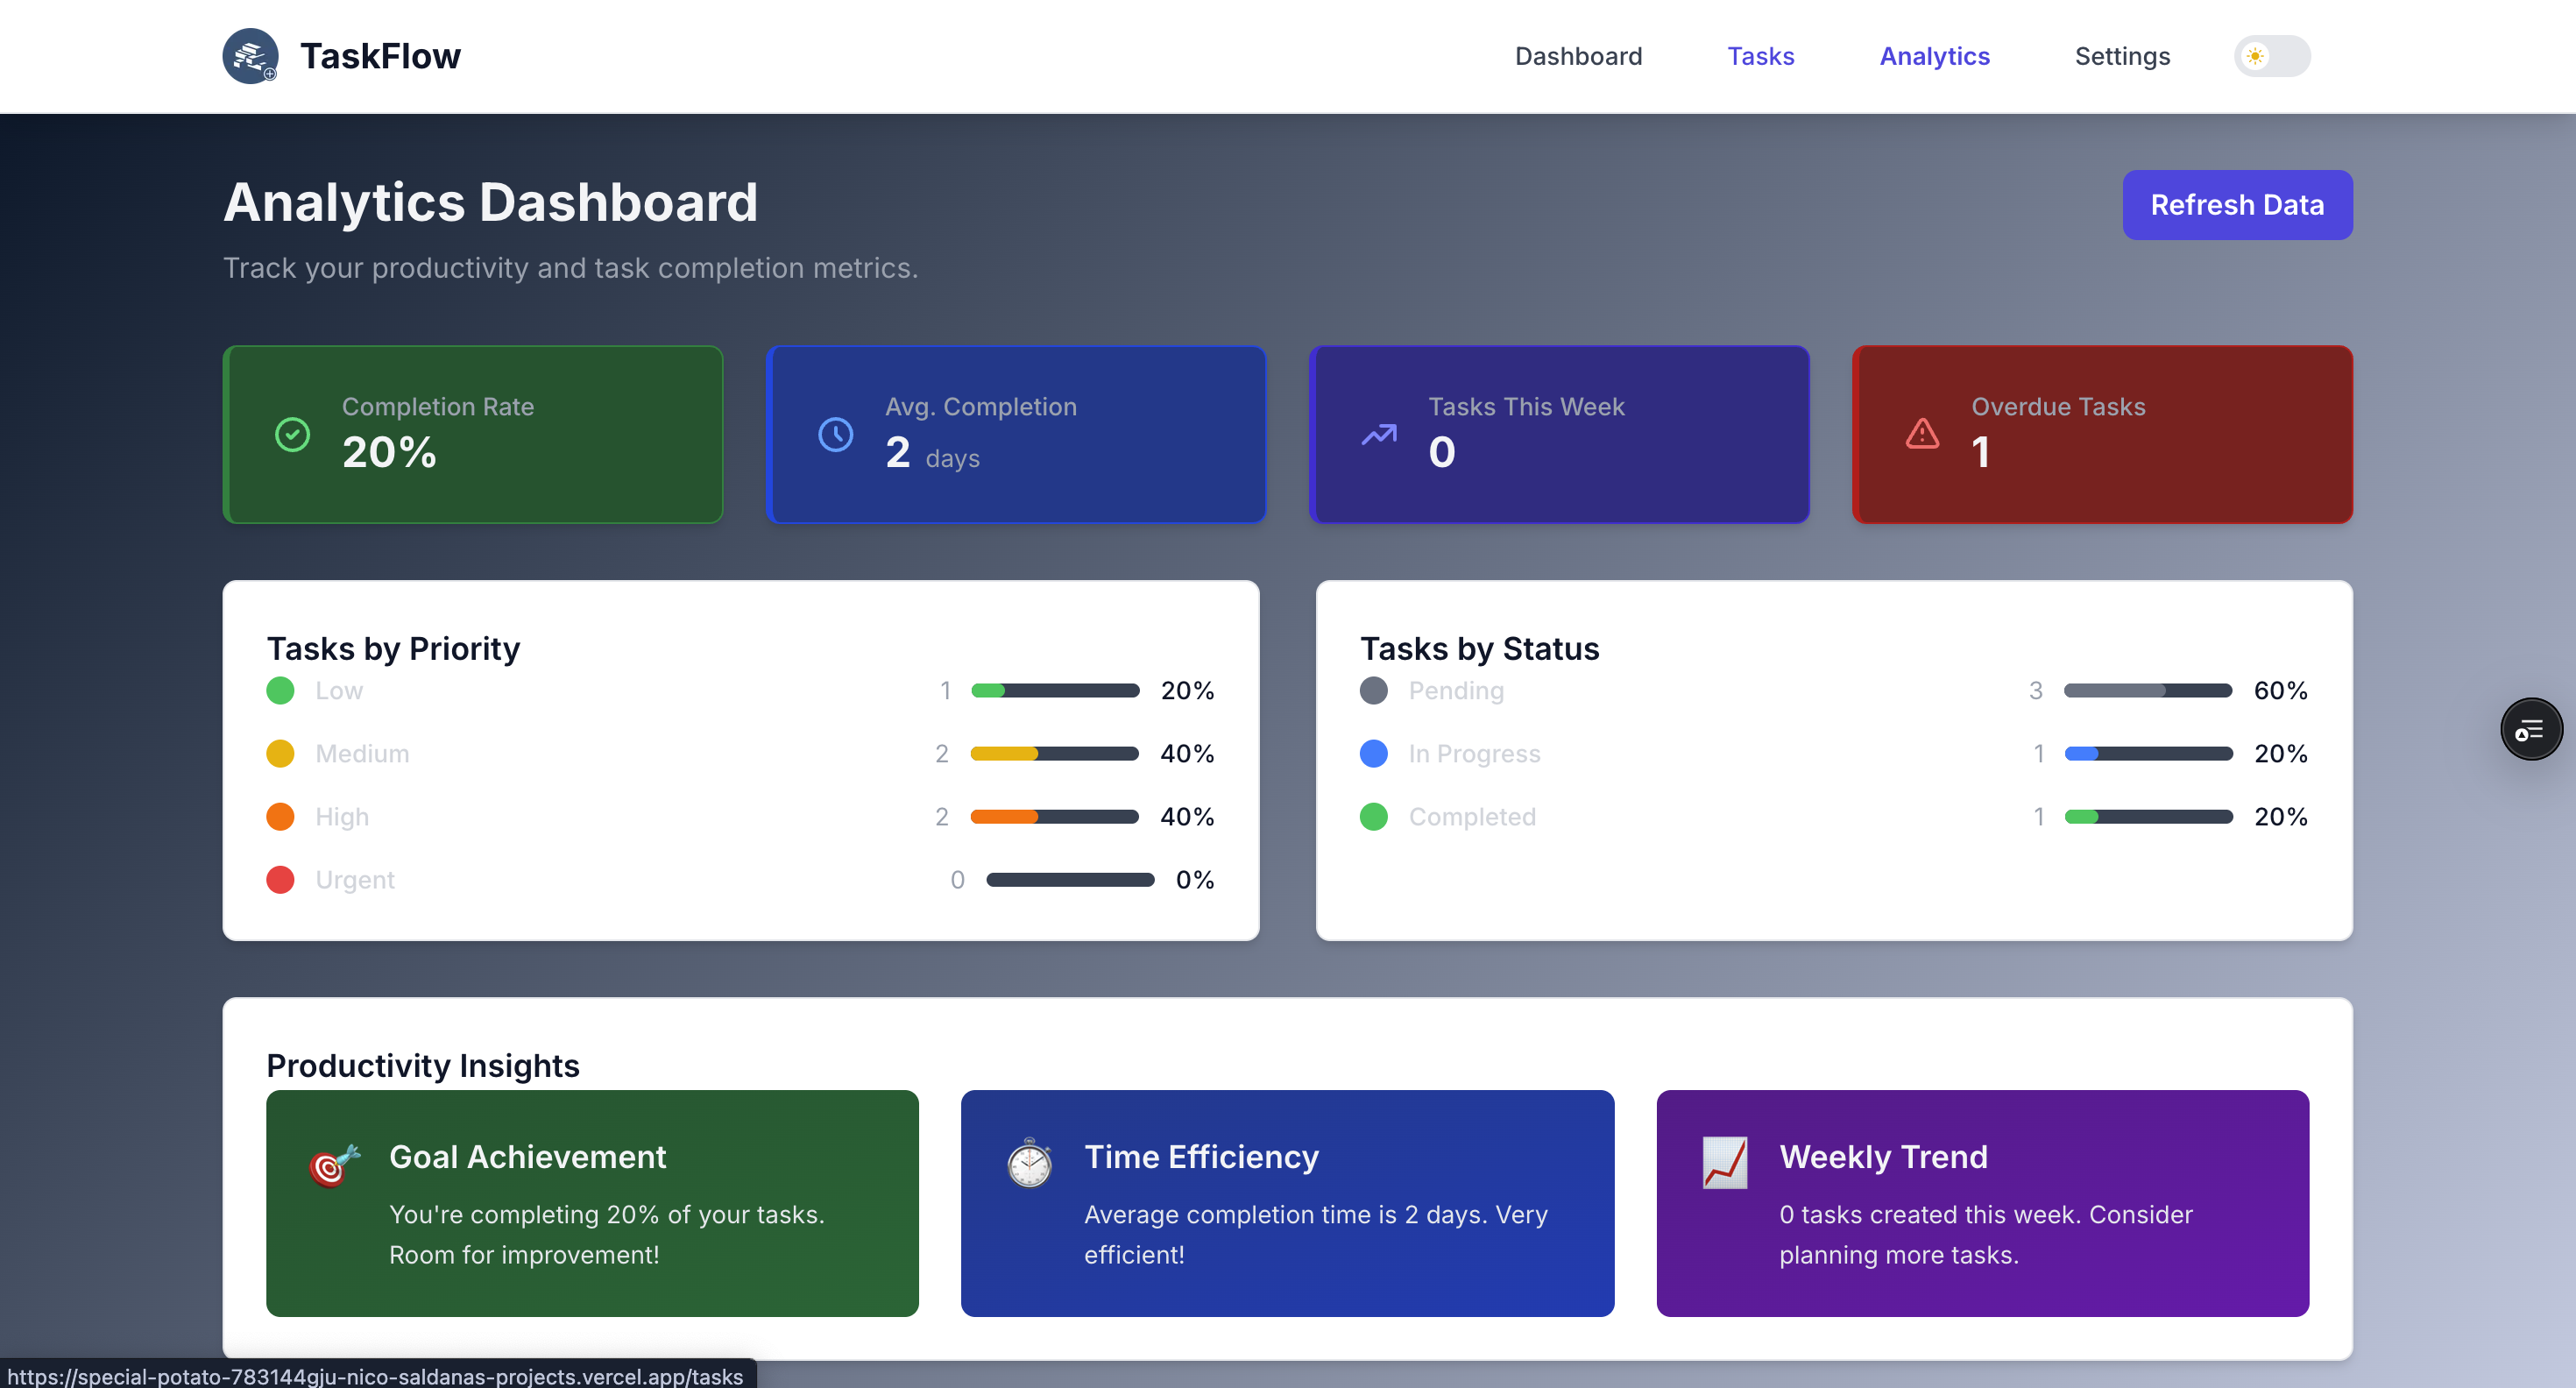 TaskFlow
Dashboard
Tasks
Analytics
Settings
Analytics Dashboard
Refresh Data
Track your productivity and task completion metrics.
Completion Rate
20%
Avg. Completion
2 days
Tasks This Week
0
Overdue Tasks
1
Tasks by Priority
Low 1 20%
Medium 2 40%
High 2 40%
Urgent 0 0%
Tasks by Status
Pending 3 60%
In Progress 1 20%
Completed 1 20%
Productivity Insights
Goal Achievement
You're completing 20% of your tasks.
Room for improvement!
Time Efficiency
Average completion time is 2 days. Very
efficient!
Weekly Trend
0 tasks created this week. Consider
planning more tasks.
https://special-potato-783144gju-nico-saldanas-projects.vercel.app/tasks